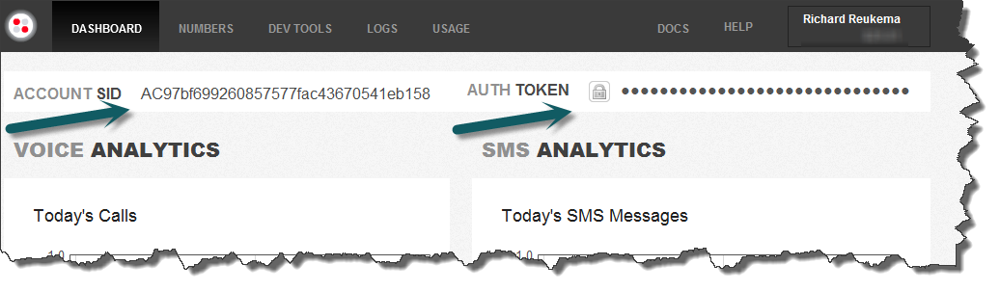 DASHBOARD NUMBERS DEV TOOLS LOGS USAGE DOCS HELP Richard Reukema
ACCOUNT SID AC97bf699260857577fac43670541eb158 AUTH TOKEN ••••••••••••••••••••••••••••••••
VOICE ANALYTICS SMS ANALYTICS
Today's Calls Today's SMS Messages
1.0 1.0